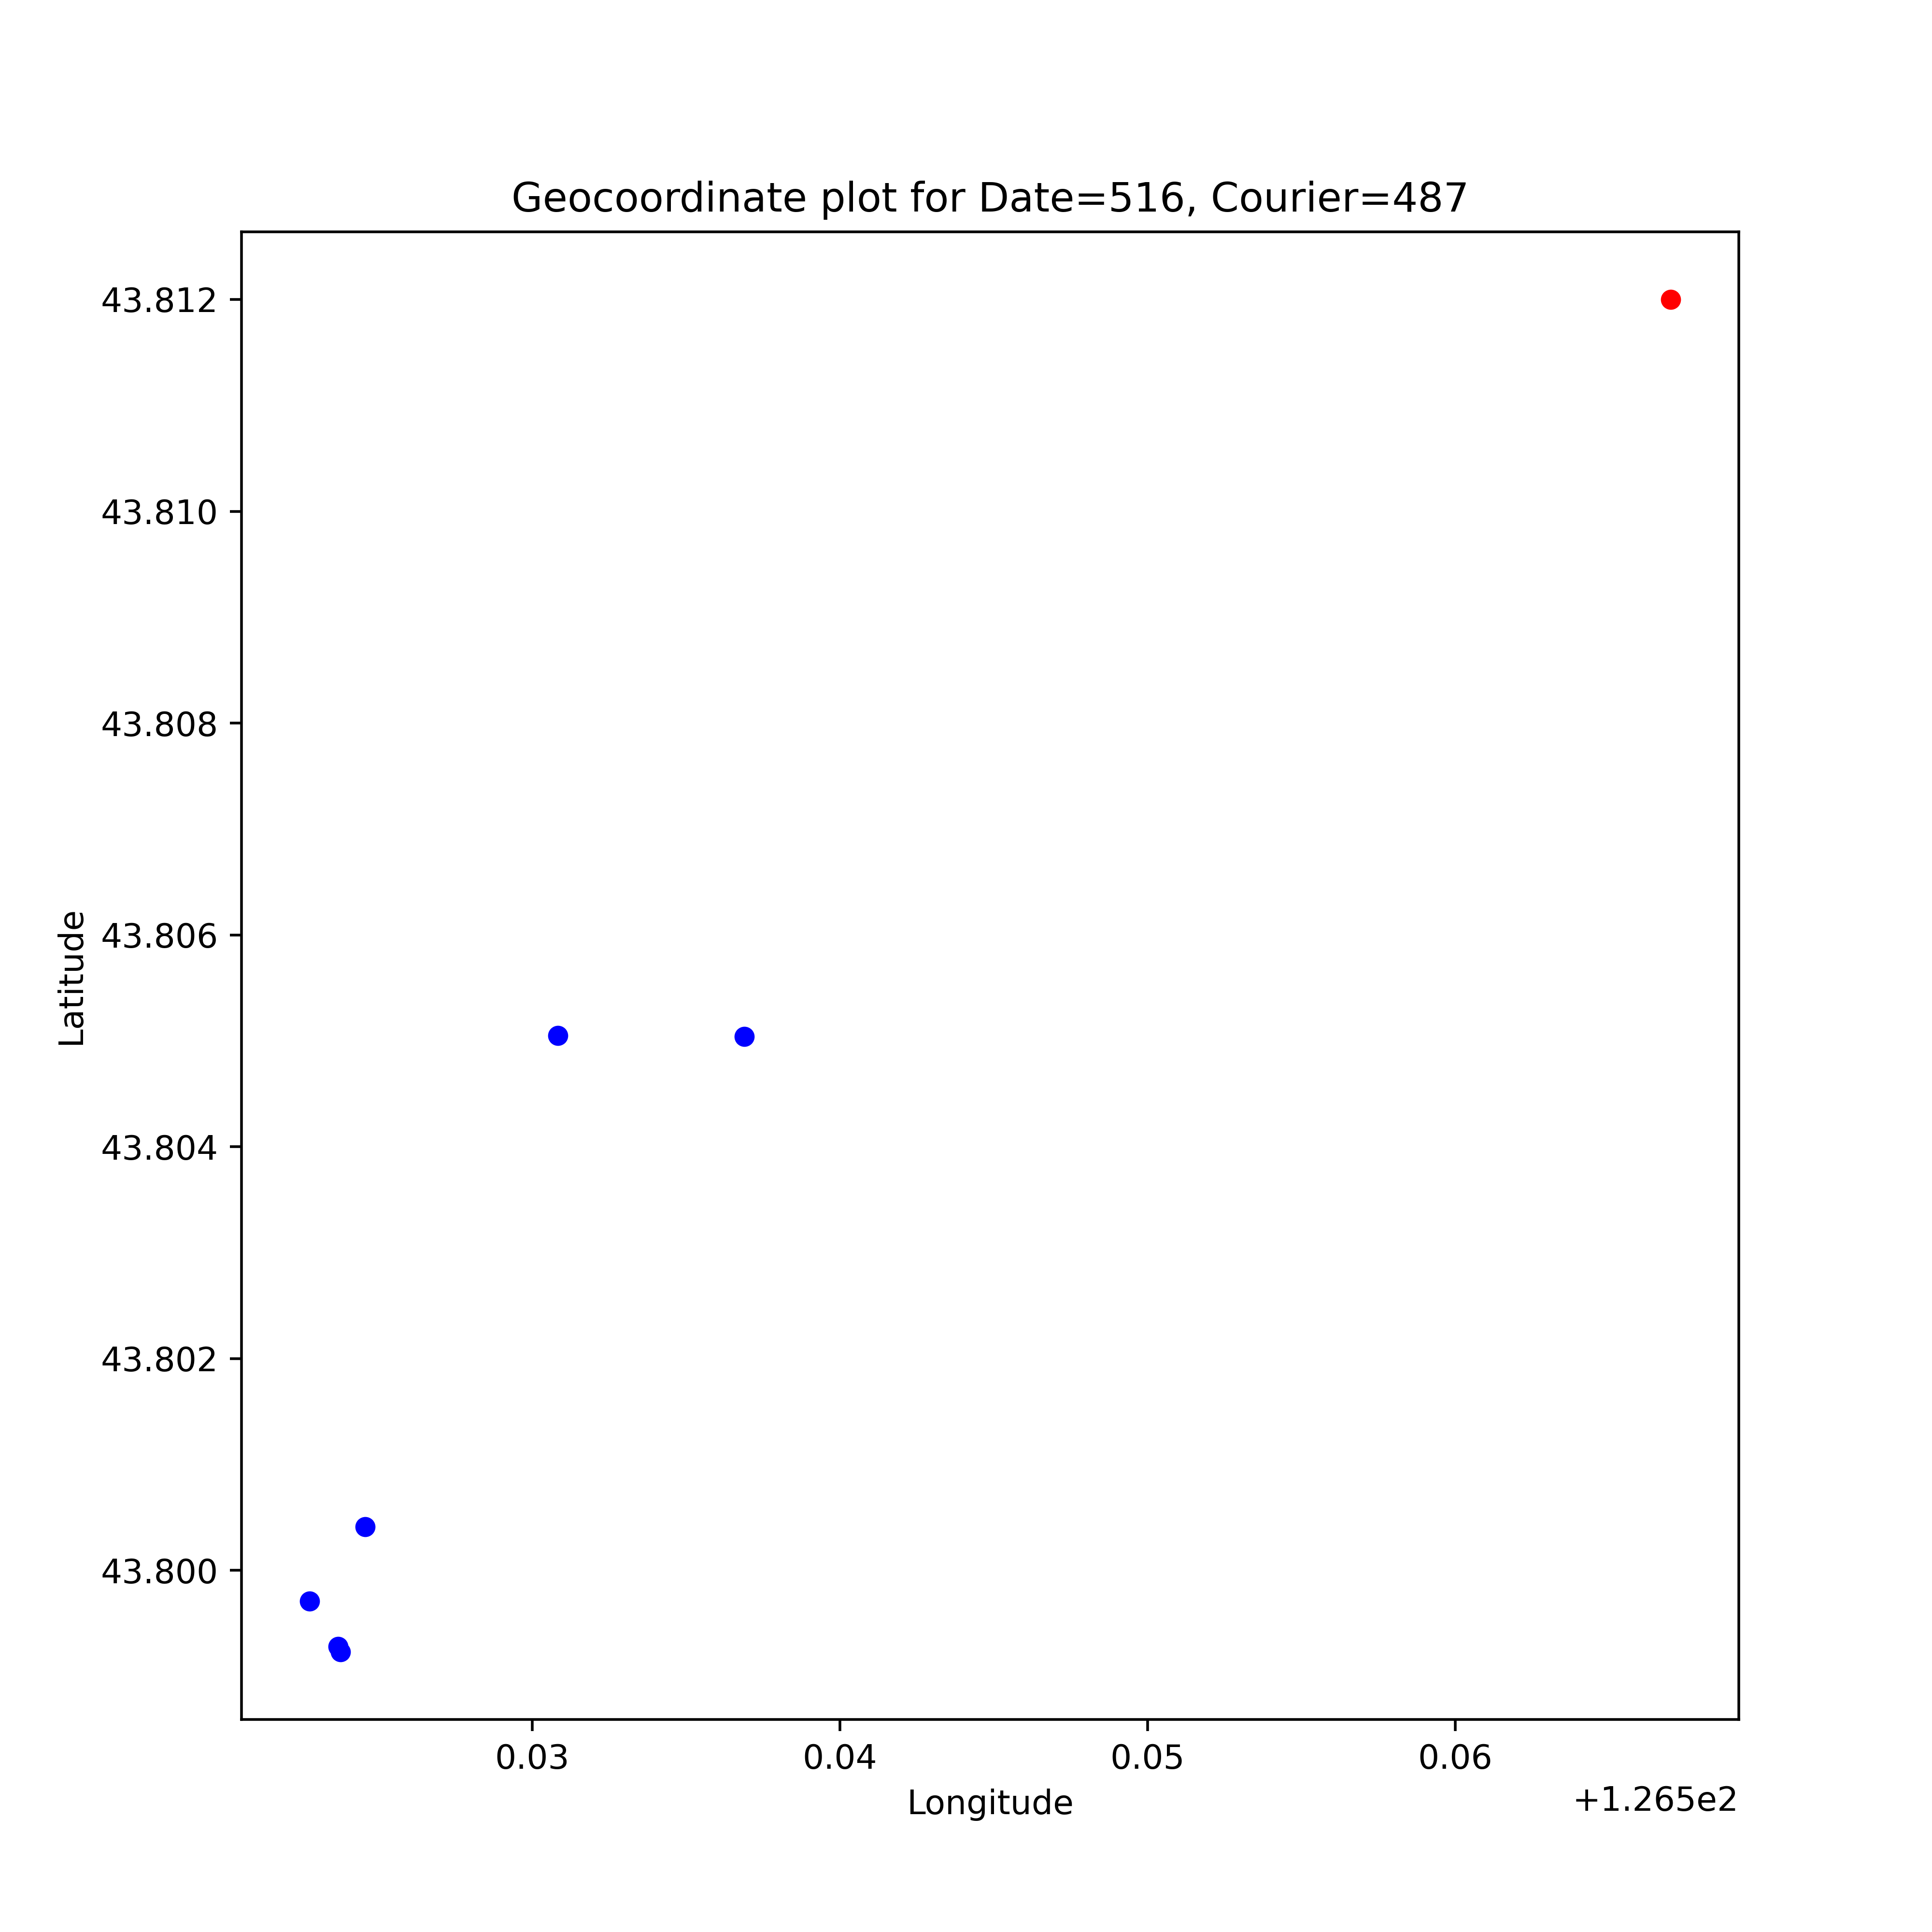 Geocoordinate plot for Date=516, Courier=487
43.812
43.810
43.808
43.806
43.804
43.802
43.800
Latitude
0.03 0.04 0.05 0.06
Longitude
+1.265e2